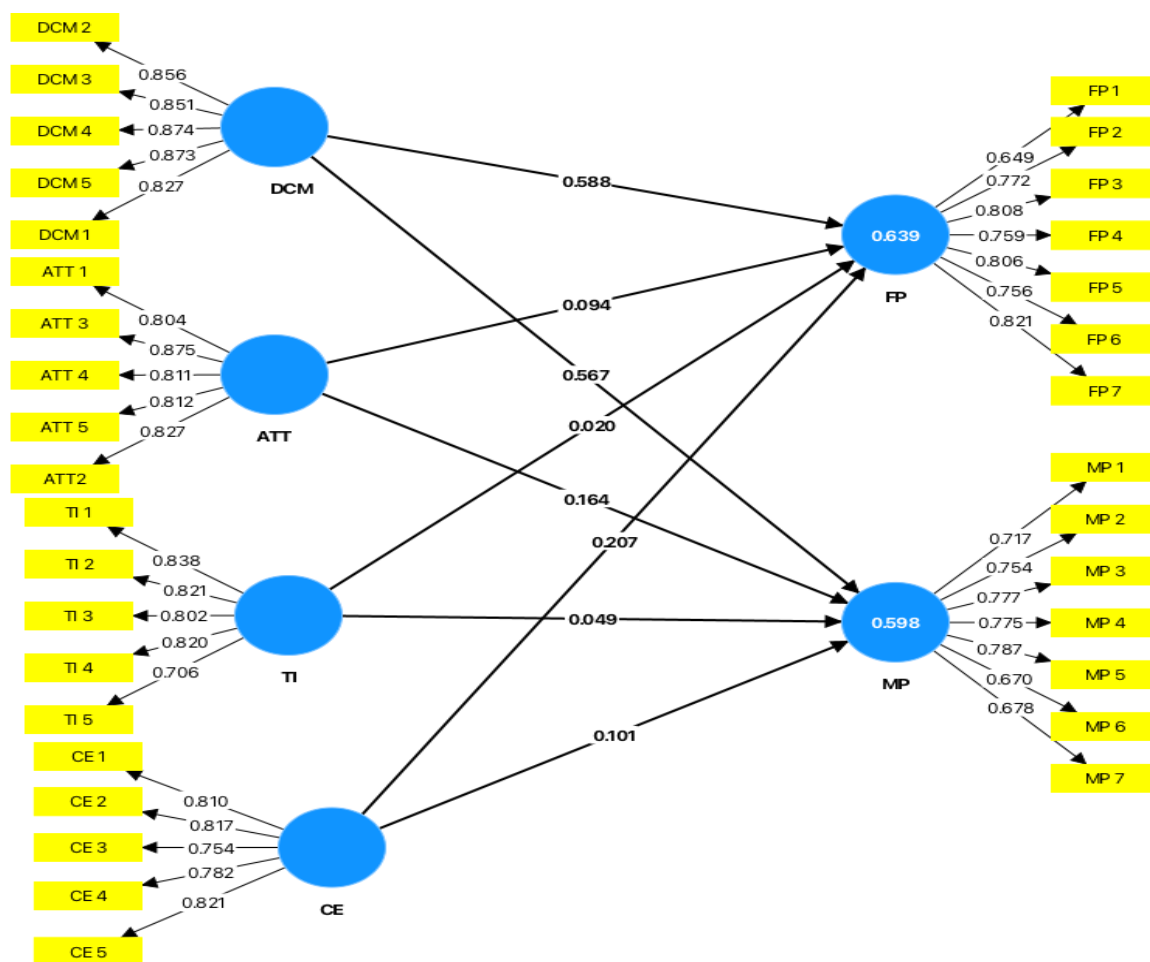 DCM 2
0.856
DCM 3
0.851
DCM 4
0.874
DCM 5
0.873
DCM 1
0.827
DCM
ATT 1
0.804
ATT 3
0.875
ATT 4
0.811
ATT 5
0.812
ATT2
0.827
ATT
TI 1
0.838
TI 2
0.821
TI 3
0.802
TI 4
0.820
TI 5
0.706
TI
CE 1
0.810
CE 2
0.817
CE 3
0.754
CE 4
0.782
CE 5
0.821
CE
0.588
0.094
0.567
0.020
0.164
0.207
0.049
0.101
0.639
FP
0.649
FP 1
0.772
FP 2
0.808
FP 3
0.759
FP 4
0.806
FP 5
0.756
FP 6
0.821
FP 7
0.598
MP
0.717
MP 1
0.754
MP 2
0.777
MP 3
0.775
MP 4
0.787
MP 5
0.670
MP 6
0.678
MP 7